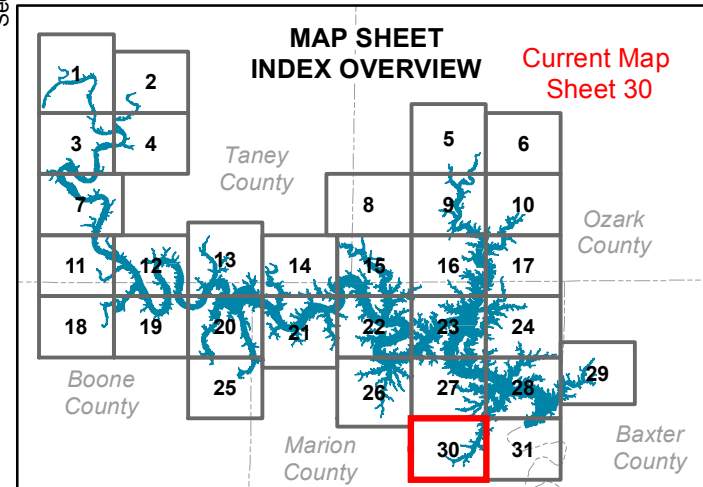 MAP SHEET
INDEX OVERVIEW
Current Map
Sheet 30
1
2
3
4
5
6
Taney
County
7
8
9
10
Ozark
County
11
12
13
14
15
16
17
18
19
20
21
22
23
24
25
26
27
28
29
Boone
County
Marion
County
30
31
Baxter
County